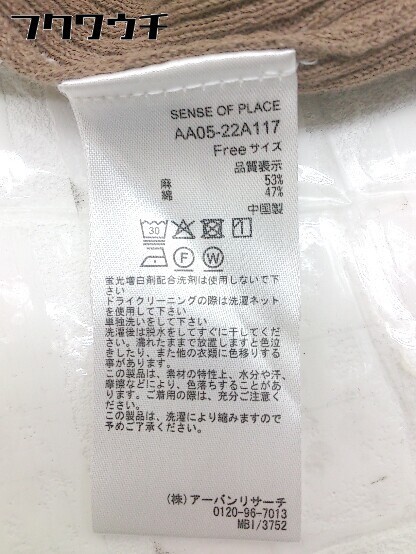 フクワウチ
SENSE OF PLACE
AA05-22A117
Freeサイズ
品質表示
麻 53%
綿 47%
中国製
30
F W
蛍光増白剤配合洗剤は使用しないで下
さい
ドライクリーニングの際は洗濯ネット
を使用して下さい
単独洗いをして下さい
洗濯後は脱水をしてすぐに干してくだ
さい。濡れたままで放置しますと色泣
きしたり、また他の衣類に色移りする
事があります。
この製品は、素材の特性上、水分や汗、
摩擦などにより、色落ちすることがあ
ります。ご着用の際は、充分ご注意く
ださい。
この製品は、洗濯により縮みますので
予めご了承ください。
(株)アーバンリサーチ
0120-96-7013
MBI/3752